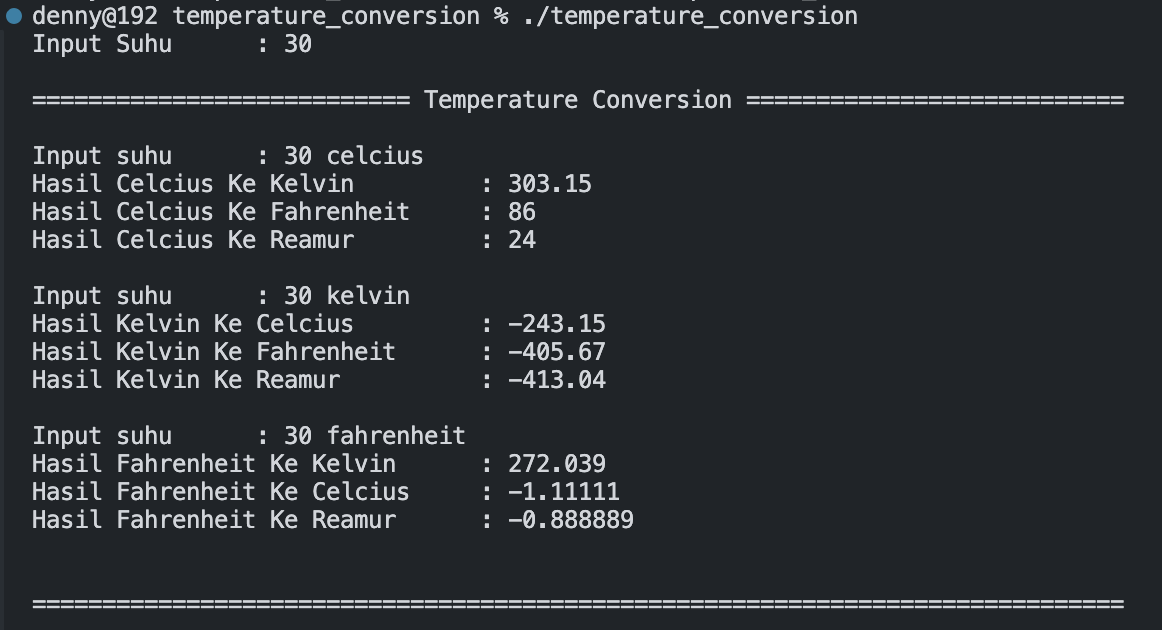 denny@192 temperature_conversion % ./temperature_conversion
Input Suhu      : 30
=========================== Temperature Conversion ===========================
Input suhu      : 30 celcius
Hasil Celcius Ke Kelvin         : 303.15
Hasil Celcius Ke Fahrenheit     : 86
Hasil Celcius Ke Reamur         : 24
Input suhu      : 30 kelvin
Hasil Kelvin Ke Celcius         : -243.15
Hasil Kelvin Ke Fahrenheit      : -405.67
Hasil Kelvin Ke Reamur          : -413.04
Input suhu      : 30 fahrenheit
Hasil Fahrenheit Ke Kelvin      : 272.039
Hasil Fahrenheit Ke Celcius     : -1.11111
Hasil Fahrenheit Ke Reamur      : -0.888889
==============================================================================